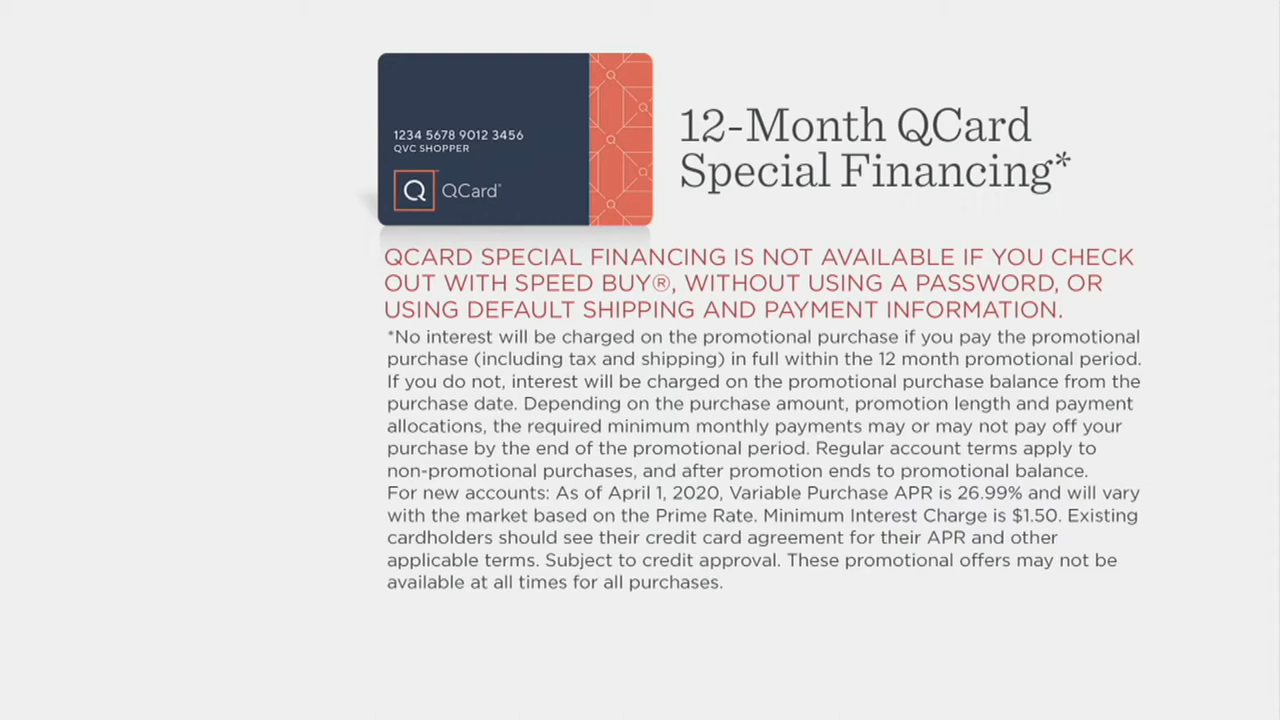 1234 5678 9012 3456
QVC SHOPPER
Q QCard®
12-Month QCard
Special Financing*
QCARD SPECIAL FINANCING IS NOT AVAILABLE IF YOU CHECK
OUT WITH SPEED BUY®, WITHOUT USING A PASSWORD, OR
USING DEFAULT SHIPPING AND PAYMENT INFORMATION.
*No interest will be charged on the promotional purchase if you pay the promotional
purchase (including tax and shipping) in full within the 12 month promotional period.
If you do not, interest will be charged on the promotional purchase balance from the
purchase date. Depending on the purchase amount, promotion length and payment
allocations, the required minimum monthly payments may or may not pay off your
purchase by the end of the promotional period. Regular account terms apply to
non-promotional purchases, and after promotion ends to promotional balance.
For new accounts: As of April 1, 2020, Variable Purchase APR is 26.99% and will vary
with the market based on the Prime Rate. Minimum Interest Charge is $1.50. Existing
cardholders should see their credit card agreement for their APR and other
applicable terms. Subject to credit approval. These promotional offers may not be
available at all times for all purchases.